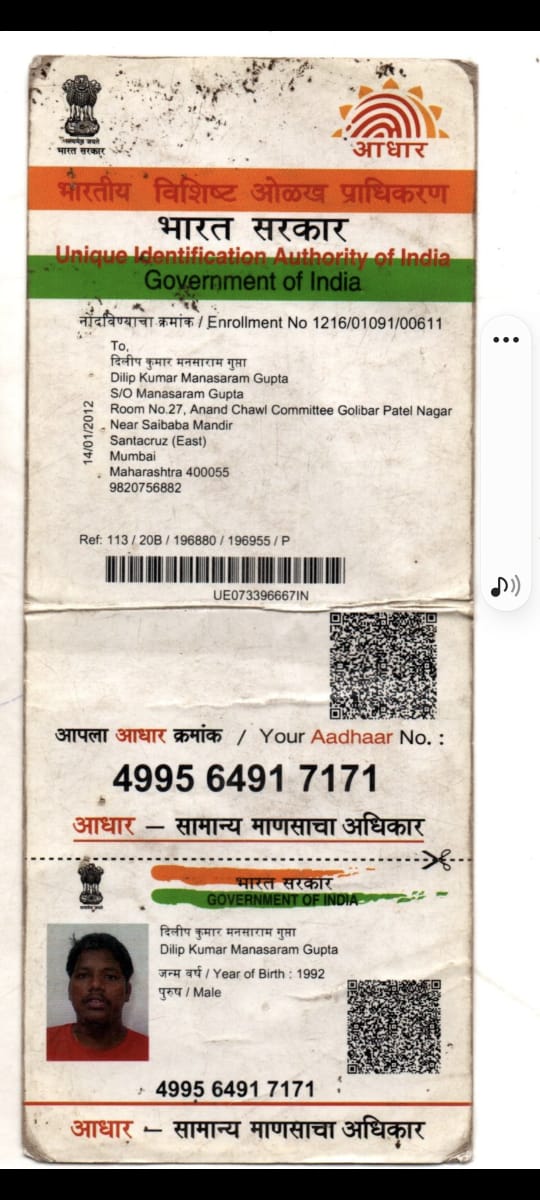 सत्यमेव जयते
भारत सरकार
आधार
भारतीय विशिष्ट ओळख प्राधिकरण
भारत सरकार
Unique Identification Authority of India
Government of India
नोंदविण्याचा क्रमांक / Enrollment No 1216/01091/00611
To,
दिलीप कुमार मनसाराम गुप्ता
Dilip Kumar Manasaram Gupta
S/O Manasaram Gupta
Room No.27, Anand Chawl Committee Golibar Patel Nagar
Near Saibaba Mandir
Santacruz (East)
Mumbai
Maharashtra 400055
9820756882
14/01/2012
Ref: 113 / 20B / 196880 / 196955 / P
UE073396667IN
आपला आधार क्रमांक / Your Aadhaar No. :
4995 6491 7171
आधार – सामान्य माणसाचा अधिकार
भारत सरकार
GOVERNMENT OF INDIA
दिलीप कुमार मनसाराम गुप्ता
Dilip Kumar Manasaram Gupta
जन्म वर्ष / Year of Birth : 1992
पुरुष / Male
4995 6491 7171
आधार – सामान्य माणसाचा अधिकार